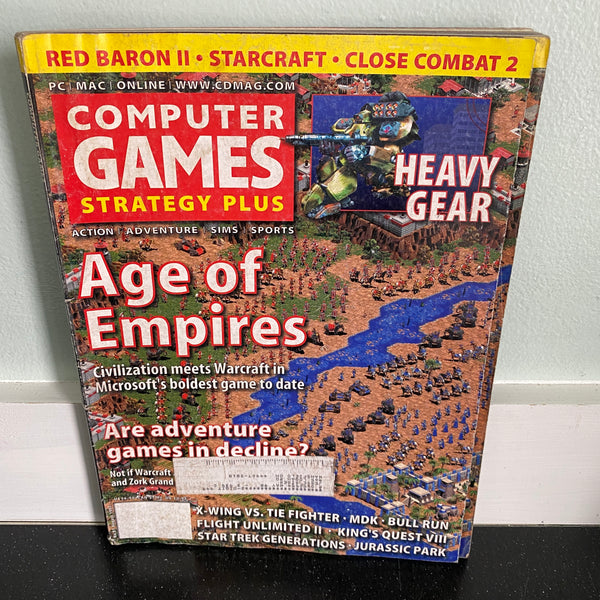 RED BARON II • STARCRAFT • CLOSE COMBAT 2
PC | MAC | ONLINE | WWW.CDMAG.COM
COMPUTER
GAMES
STRATEGY PLUS
ACTION | ADVENTURE | SIMS | SPORTS
HEAVY
GEAR
Age of
Empires
Civilization meets Warcraft in
Microsoft's boldest game to date
Are adventure
games in decline?
Not if Warcraft
and Zork Grand
X-WING VS. TIE FIGHTER • MDK • BULL RUN
FLIGHT UNLIMITED II • KING'S QUEST VIII
STAR TREK GENERATIONS • JURASSIC PARK